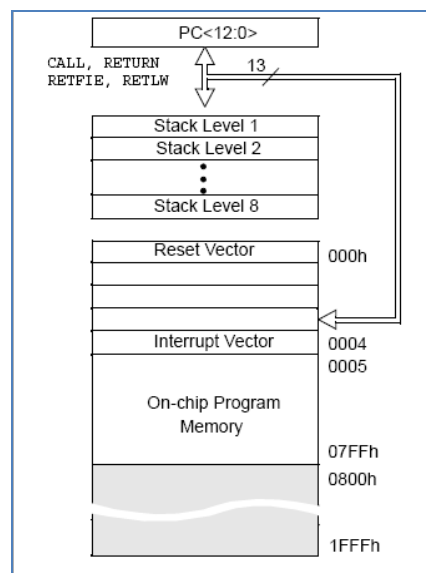 PC<12:0>
CALL, RETURN
RETFIE, RETLW
13
Stack Level 1
Stack Level 2
Stack Level 8
Reset Vector
000h
Interrupt Vector
0004
0005
On-chip Program
Memory
07FFh
0800h
1FFFh